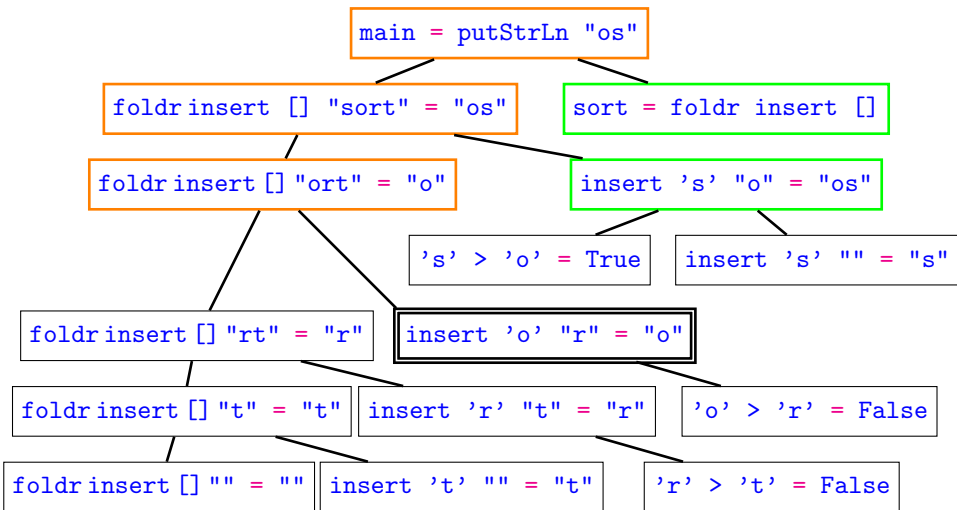 main = putStrLn "os"
foldr insert [] "sort" = "os"
sort = foldr insert []
foldr insert [] "ort" = "o"
insert 's' "o" = "os"
's' > 'o' = True
insert 's' "" = "s"
foldr insert [] "rt" = "r"
insert 'o' "r" = "o"
foldr insert [] "t" = "t"
insert 'r' "t" = "r"
'o' > 'r' = False
foldr insert [] "" = ""
insert 't' "" = "t"
'r' > 't' = False